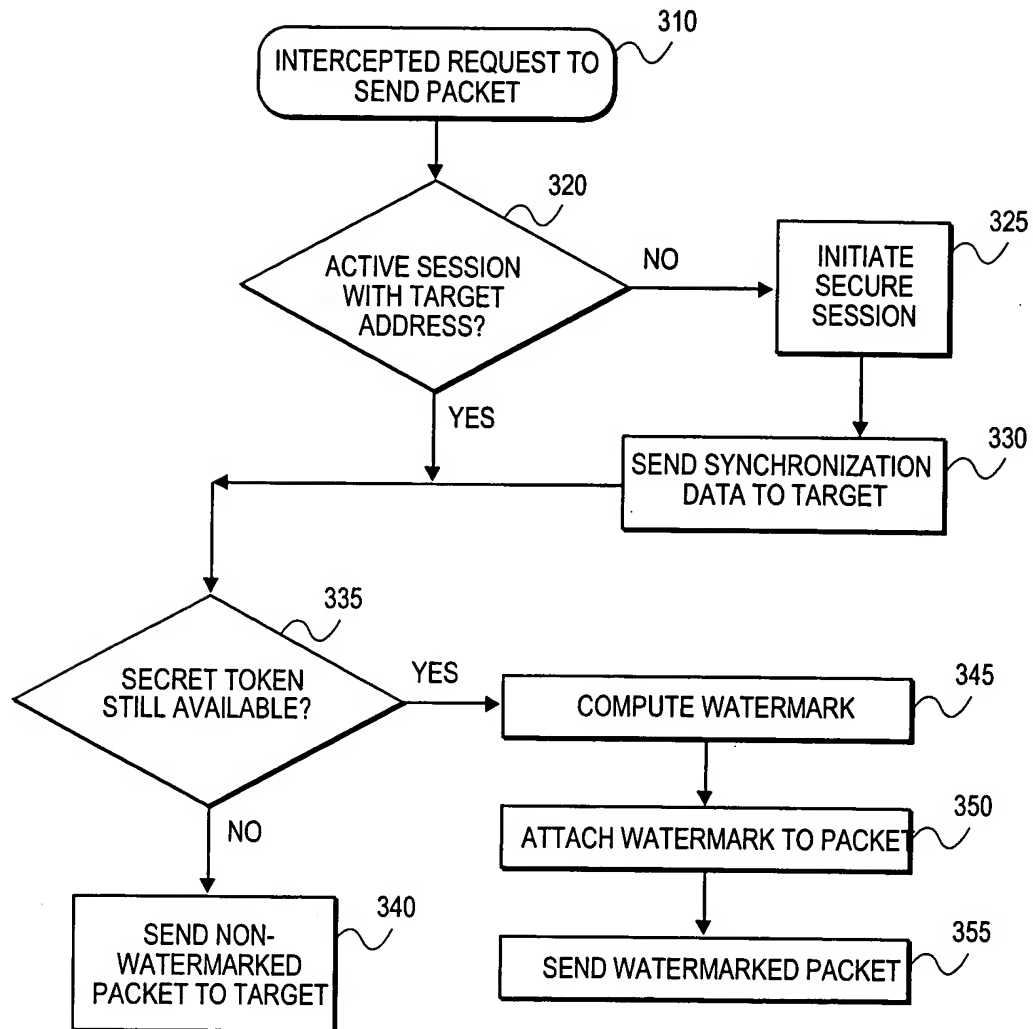 310
INTERCEPTED REQUEST TO
SEND PACKET
320
ACTIVE SESSION
WITH TARGET
ADDRESS?
NO
325
INITIATE
SECURE
SESSION
YES
330
SEND SYNCHRONIZATION
DATA TO TARGET
335
SECRET TOKEN
STILL AVAILABLE?
YES
345
COMPUTE WATERMARK
NO
350
ATTACH WATERMARK TO PACKET
340
SEND NON-
WATERMARKED
PACKET TO TARGET
355
SEND WATERMARKED PACKET